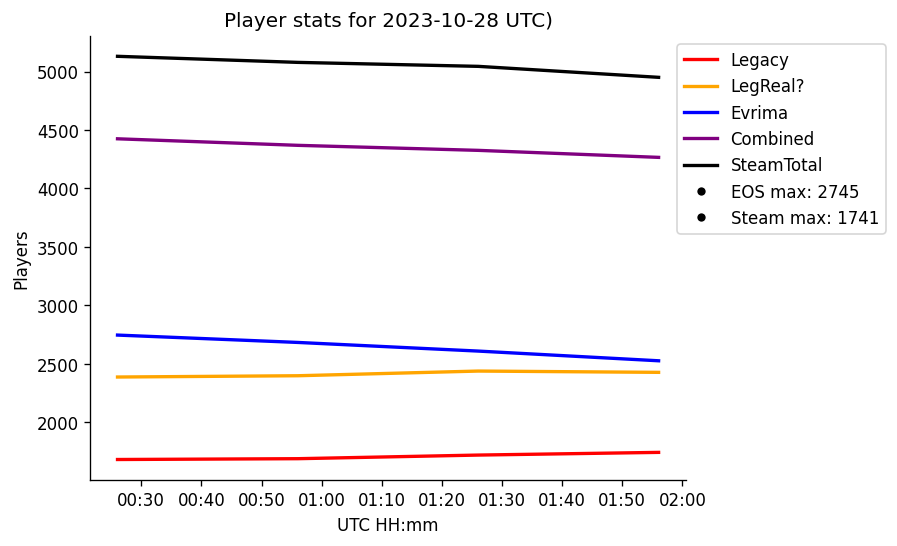 Player stats for 2023-10-28 UTC)
Legacy
LegReal?
Evrima
Combined
SteamTotal
EOS max: 2745
Steam max: 1741
Players
5000
4500
4000
3500
3000
2500
2000
00:30 00:40 00:50 01:00 01:10 01:20 01:30 01:40 01:50 02:00
UTC HH:mm